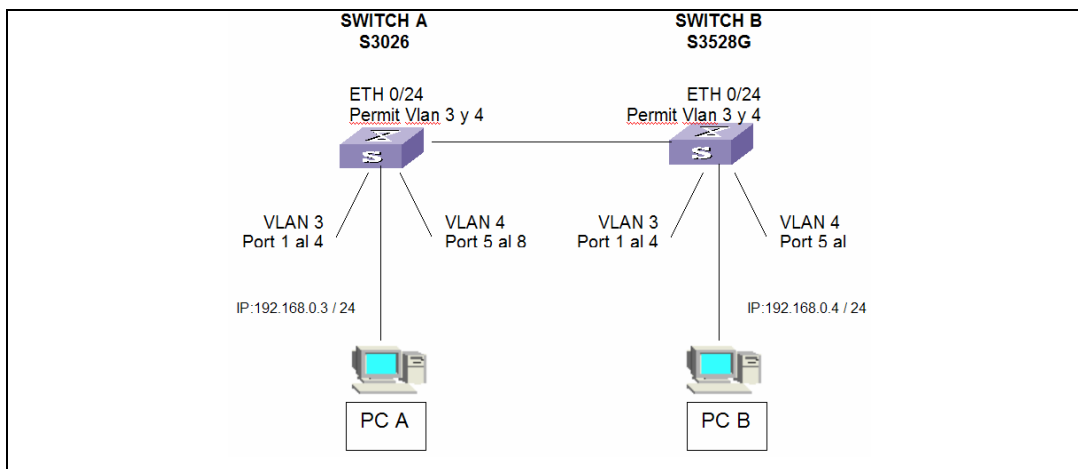 SWITCH A
S3026
SWITCH B
S3528G
ETH 0/24
Permit Vlan 3 y 4
ETH 0/24
Permit Vlan 3 y 4
S
S
VLAN 3
Port 1 al 4
VLAN 4
Port 5 al 8
VLAN 3
Port 1 al 4
VLAN 4
Port 5 al
IP:192.168.0.3 / 24
IP:192.168.0.4 / 24
PC A
PC B